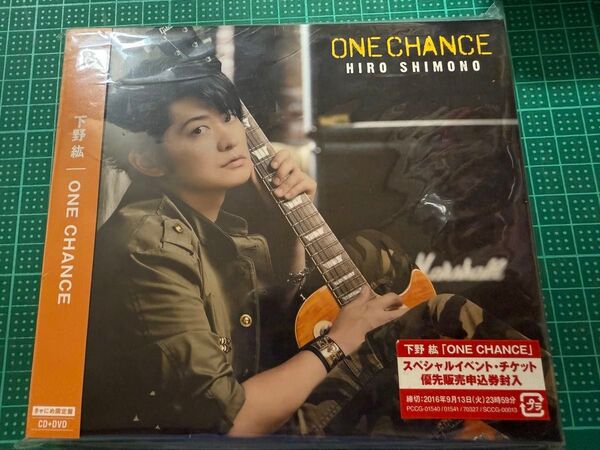 ONE CHANCE
HIRO SHIMONO
下野 紘 | ONE CHANCE
きゃにめ限定盤
CD+DVD
Marshall
下野 紘「ONE CHANCE」
スペシャルイベント・チケット
優先販売申込券封入
締切:2016年9月13日(火)23時59分
PCCG-01540 / 01541 / 70327 / SCCG-00013
プラ